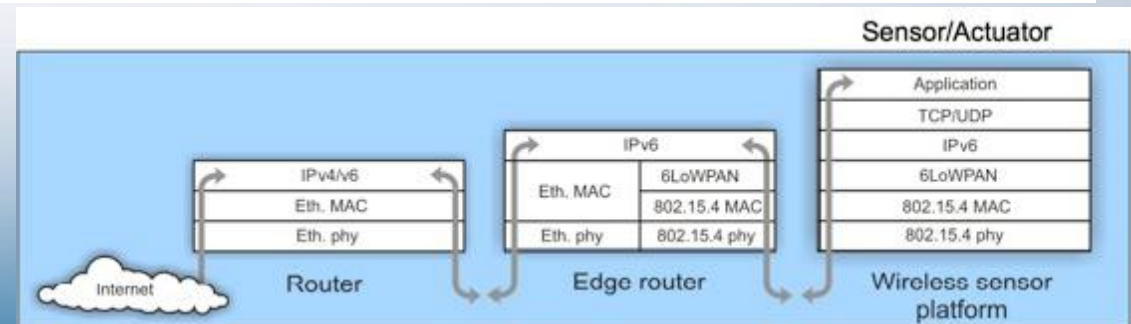 Sensor/Actuator
Application
TCP/UDP
IPv6
6LoWPAN
802.15.4 MAC
802.15.4 phy
Wireless sensor
platform
IPv6
Eth. MAC
6LoWPAN
802.15.4 MAC
Eth. phy
802.15.4 phy
Edge router
IPv4/v6
Eth. MAC
Eth. phy
Router
Internet